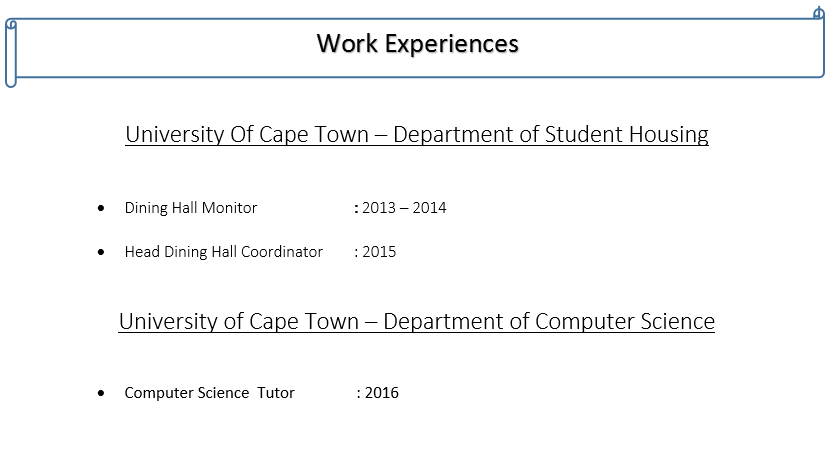 Work Experiences
University Of Cape Town – Department of Student Housing
• Dining Hall Monitor : 2013 – 2014
• Head Dining Hall Coordinator : 2015
University of Cape Town – Department of Computer Science
• Computer Science Tutor : 2016